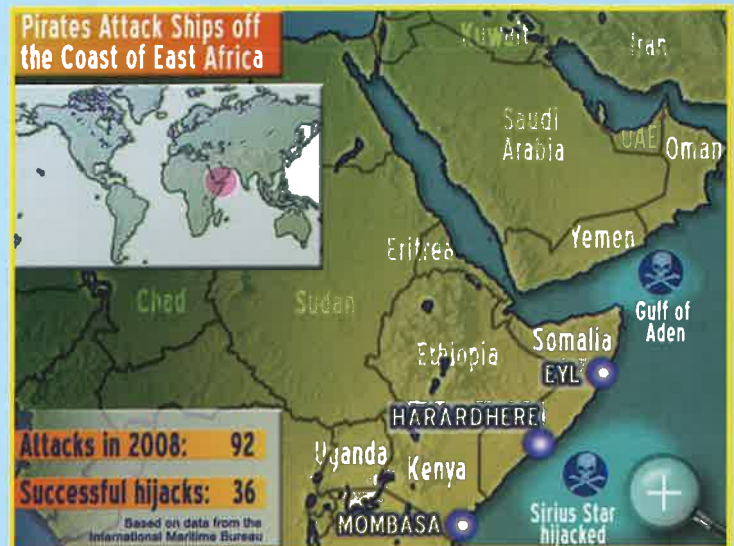 Pirates Attack Ships off
the Coast of East Africa
Kuwait
Iran
Saudi
Arabia
UAE
Oman
Eritrea
Yemen
Chad
Sudan
Gulf of
Aden
Ethiopia
Somalia
EYL
HARARDHERE
Attacks in 2008: 92
Successful hijacks: 36
Based on data from the
International Maritime Bureau
Uganda
Kenya
MOMBASA
Sirius Star
hijacked